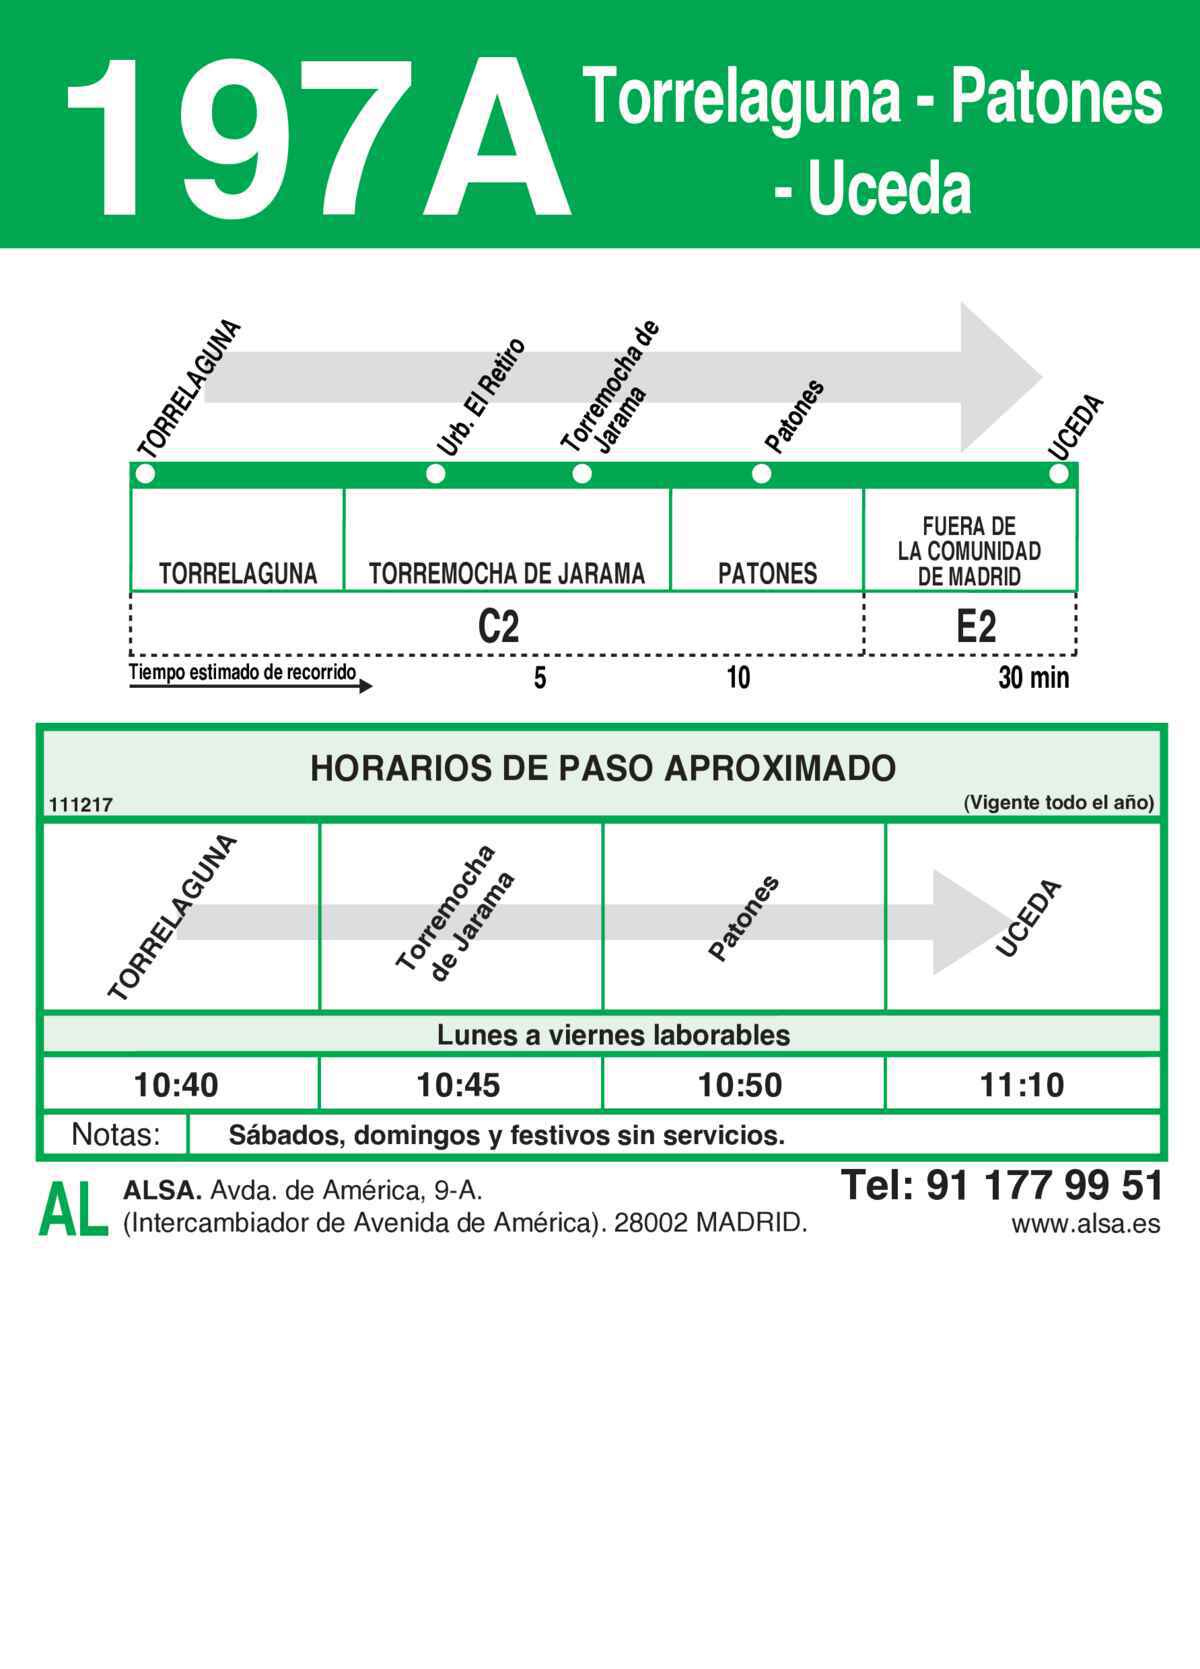 197A
Torrelaguna - Patones
- Uceda
TORRELAGUNA
Urb. El Retiro
Torremocha de
Jarama
Patones
UCEDA
TORRELAGUNA
TORREMOCHA DE JARAMA
PATONES
FUERA DE
LA COMUNIDAD
DE MADRID
C2
E2
Tiempo estimado de recorrido
5
10
30 min
HORARIOS DE PASO APROXIMADO
111217
(Vigente todo el año)
TORRELAGUNA
Torremocha
de Jarama
Patones
UCEDA
Lunes a viernes laborables
10:40
10:45
10:50
11:10
Notas:
Sábados, domingos y festivos sin servicios.
AL
ALSA. Avda. de América, 9-A.
(Intercambiador de Avenida de América). 28002 MADRID.
Tel: 91 177 99 51
www.alsa.es